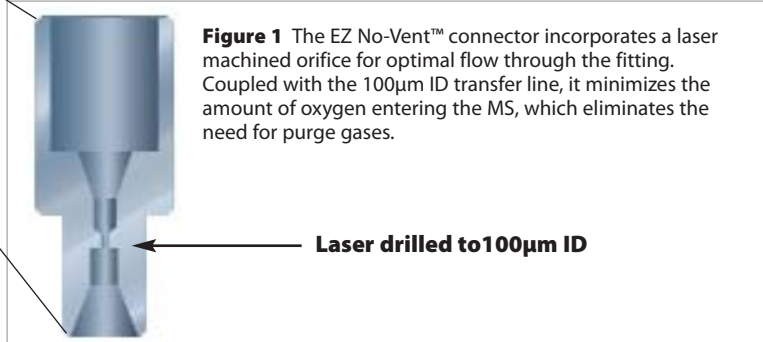 Figure 1 The EZ No-Vent™ connector incorporates a laser
machined orifice for optimal flow through the fitting.
Coupled with the 100µm ID transfer line, it minimizes the
amount of oxygen entering the MS, which eliminates the
need for purge gases.
Laser drilled to100µm ID